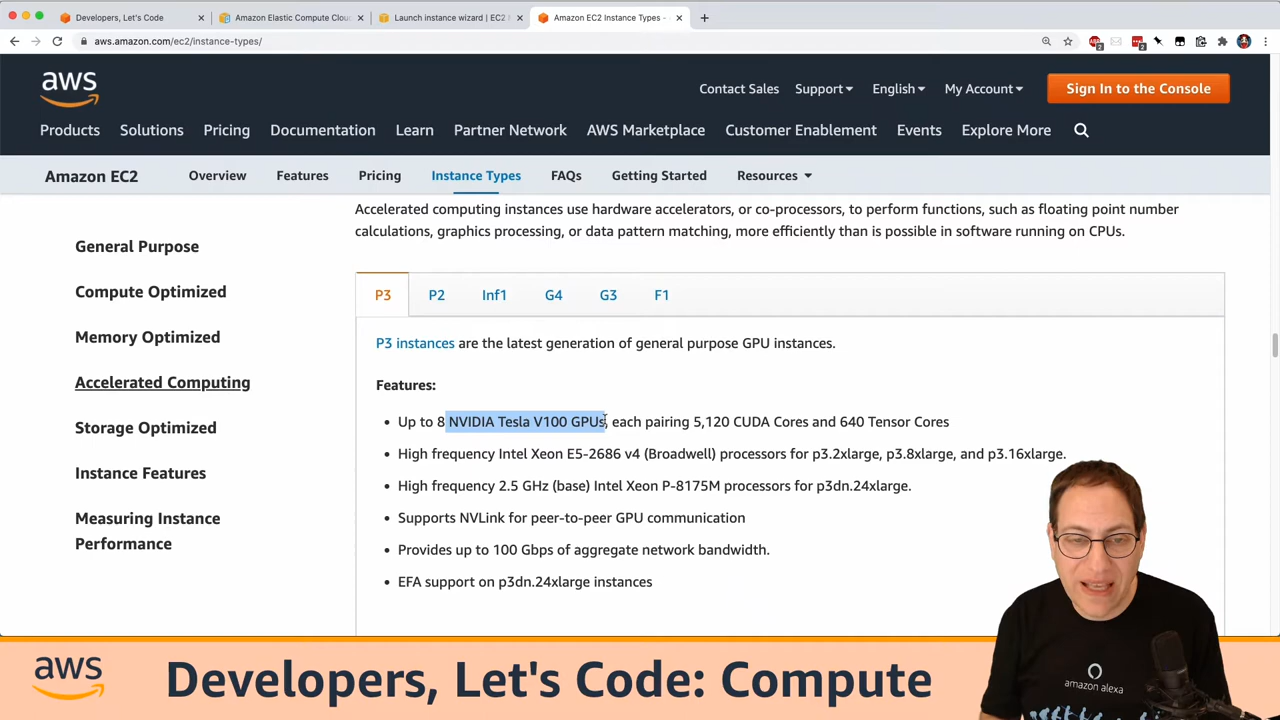 Developers, Let's Code
Amazon Elastic Compute Clou
Launch instance wizard | EC2
Amazon EC2 Instance Types -
aws.amazon.com/ec2/instance-types/
aws
Contact Sales Support English My Account Sign In to the Console
Products Solutions Pricing Documentation Learn Partner Network AWS Marketplace Customer Enablement Events Explore More
Amazon EC2 Overview Features Pricing Instance Types FAQs Getting Started Resources
Accelerated computing instances use hardware accelerators, or co-processors, to perform functions, such as floating point number
calculations, graphics processing, or data pattern matching, more efficiently than is possible in software running on CPUs.
General Purpose
Compute Optimized
Memory Optimized
Accelerated Computing
Storage Optimized
Instance Features
Measuring Instance
Performance
P3 P2 Inf1 G4 G3 F1
P3 instances are the latest generation of general purpose GPU instances.
Features:
• Up to 8 NVIDIA Tesla V100 GPUs, each pairing 5,120 CUDA Cores and 640 Tensor Cores
• High frequency Intel Xeon E5-2686 v4 (Broadwell) processors for p3.2xlarge, p3.8xlarge, and p3.16xlarge.
• High frequency 2.5 GHz (base) Intel Xeon P-8175M processors for p3dn.24xlarge.
• Supports NVLink for peer-to-peer GPU communication
• Provides up to 100 Gbps of aggregate network bandwidth.
• EFA support on p3dn.24xlarge instances
amazon alexa
aws
Developers, Let's Code: Compute